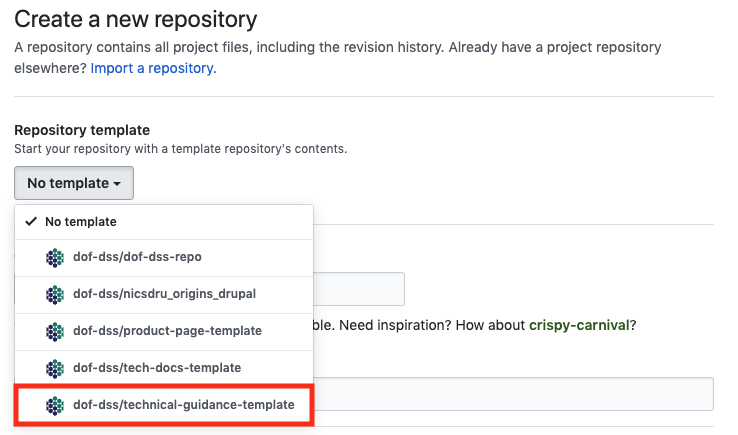 Create a new repository
A repository contains all project files, including the revision history. Already have a project repository
elsewhere? Import a repository.
Repository template
Start your repository with a template repository's contents.
No template
No template
dof-dss/dof-dss-repo
dof-dss/nicsdru_origins_drupal
dof-dss/product-page-template
ble. Need inspiration? How about crispy-carnival?
dof-dss/tech-docs-template
dof-dss/technical-guidance-template